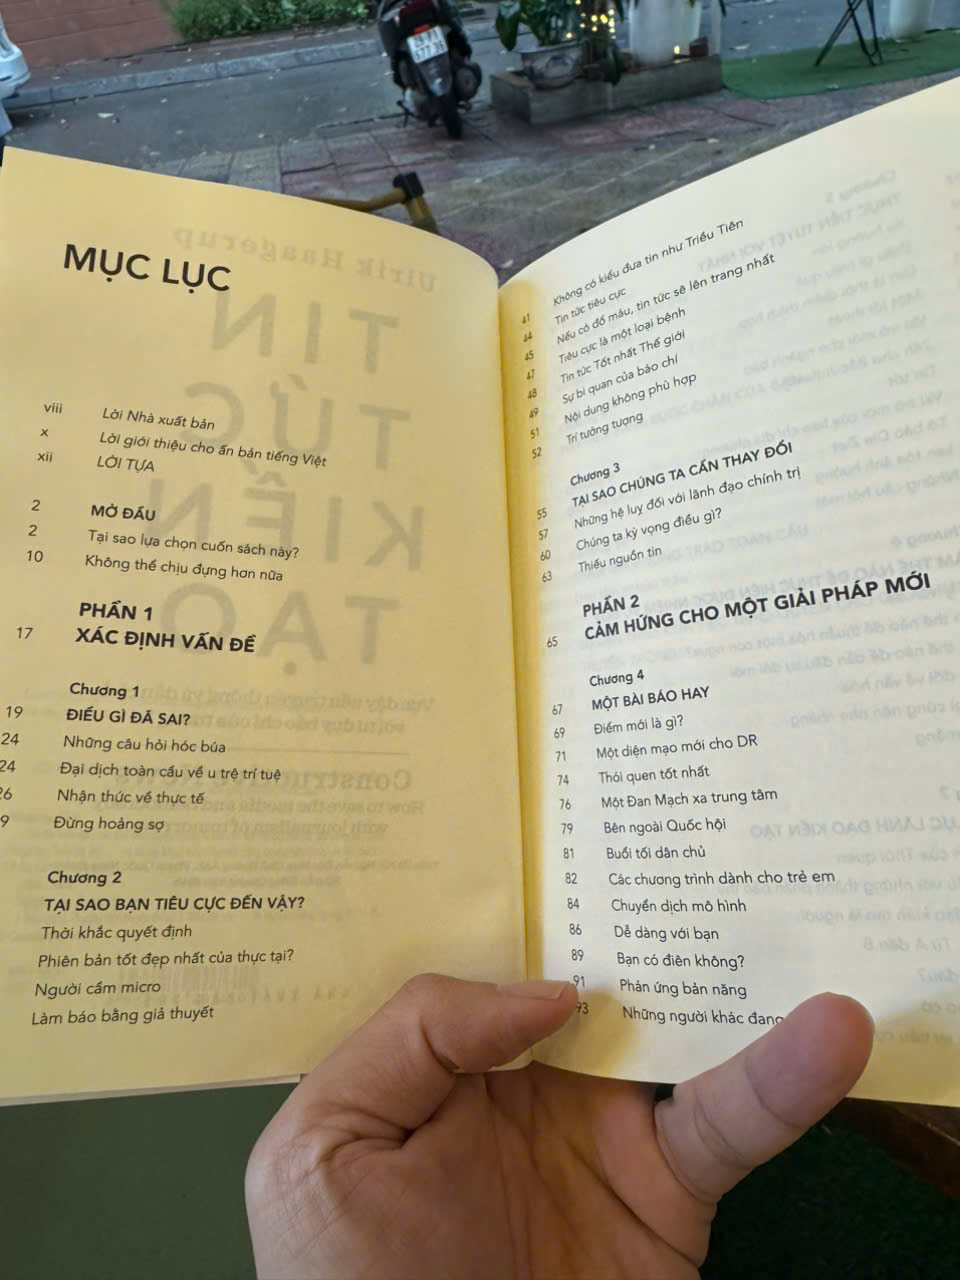 MỤC LỤC
viii Lời Nhà xuất bản
x Lời giới thiệu cho ấn bản tiếng Việt
xii LỜI TỰA
2 MỞ ĐẦU
2 Tại sao lựa chọn cuốn sách này?
10 Không thể chịu đựng hơn nữa
PHẦN 1
17 XÁC ĐỊNH VẤN ĐỀ
Chương 1
19 ĐIỀU GÌ ĐÃ SAI?
24 Những câu hỏi hóc búa
24 Đại dịch toàn cầu về u trệ trí tuệ
26 Nhận thức về thực tế
9 Đừng hoảng sợ
Chương 2
TẠI SAO BẠN TIÊU CỰC ĐẾN VẬY?
Thời khắc quyết định
Phiên bản tốt đẹp nhất của thực tại?
Người cầm micro
Làm báo bằng giả thuyết
Không có kiểu đưa tin như Triều Tiên
41 Tin tức tiêu cực
44 Nếu có đổ máu, tin tức sẽ lên trang nhất
45 Tiêu cực là một loại bệnh
47 Tin tức Tốt nhất Thế giới
48 Sự bi quan của báo chí
49 Nội dung không phù hợp
51 Trí tưởng tượng
52
Chương 3
55 TẠI SAO CHÚNG TA CẦN THAY ĐỔI
57 Những hệ luỵ đối với lãnh đạo chính trị
60 Chúng ta kỳ vọng điều gì?
63 Thiếu nguồn tin
PHẦN 2
65 CẢM HỨNG CHO MỘT GIẢI PHÁP MỚI
Chương 4
67 MỘT BÀI BÁO HAY
69 Điểm mới là gì?
71 Một diện mạo mới cho DR
74 Thói quen tốt nhất
76 Một Đan Mạch xa trung tâm
79 Bên ngoài Quốc hội
81 Buổi tối dân chủ
82 Các chương trình dành cho trẻ em
84 Chuyển dịch mô hình
86 Dễ dàng với bạn
89 Bạn có điên không?
91 Phản ứng bản năng
93 Những người khác đang